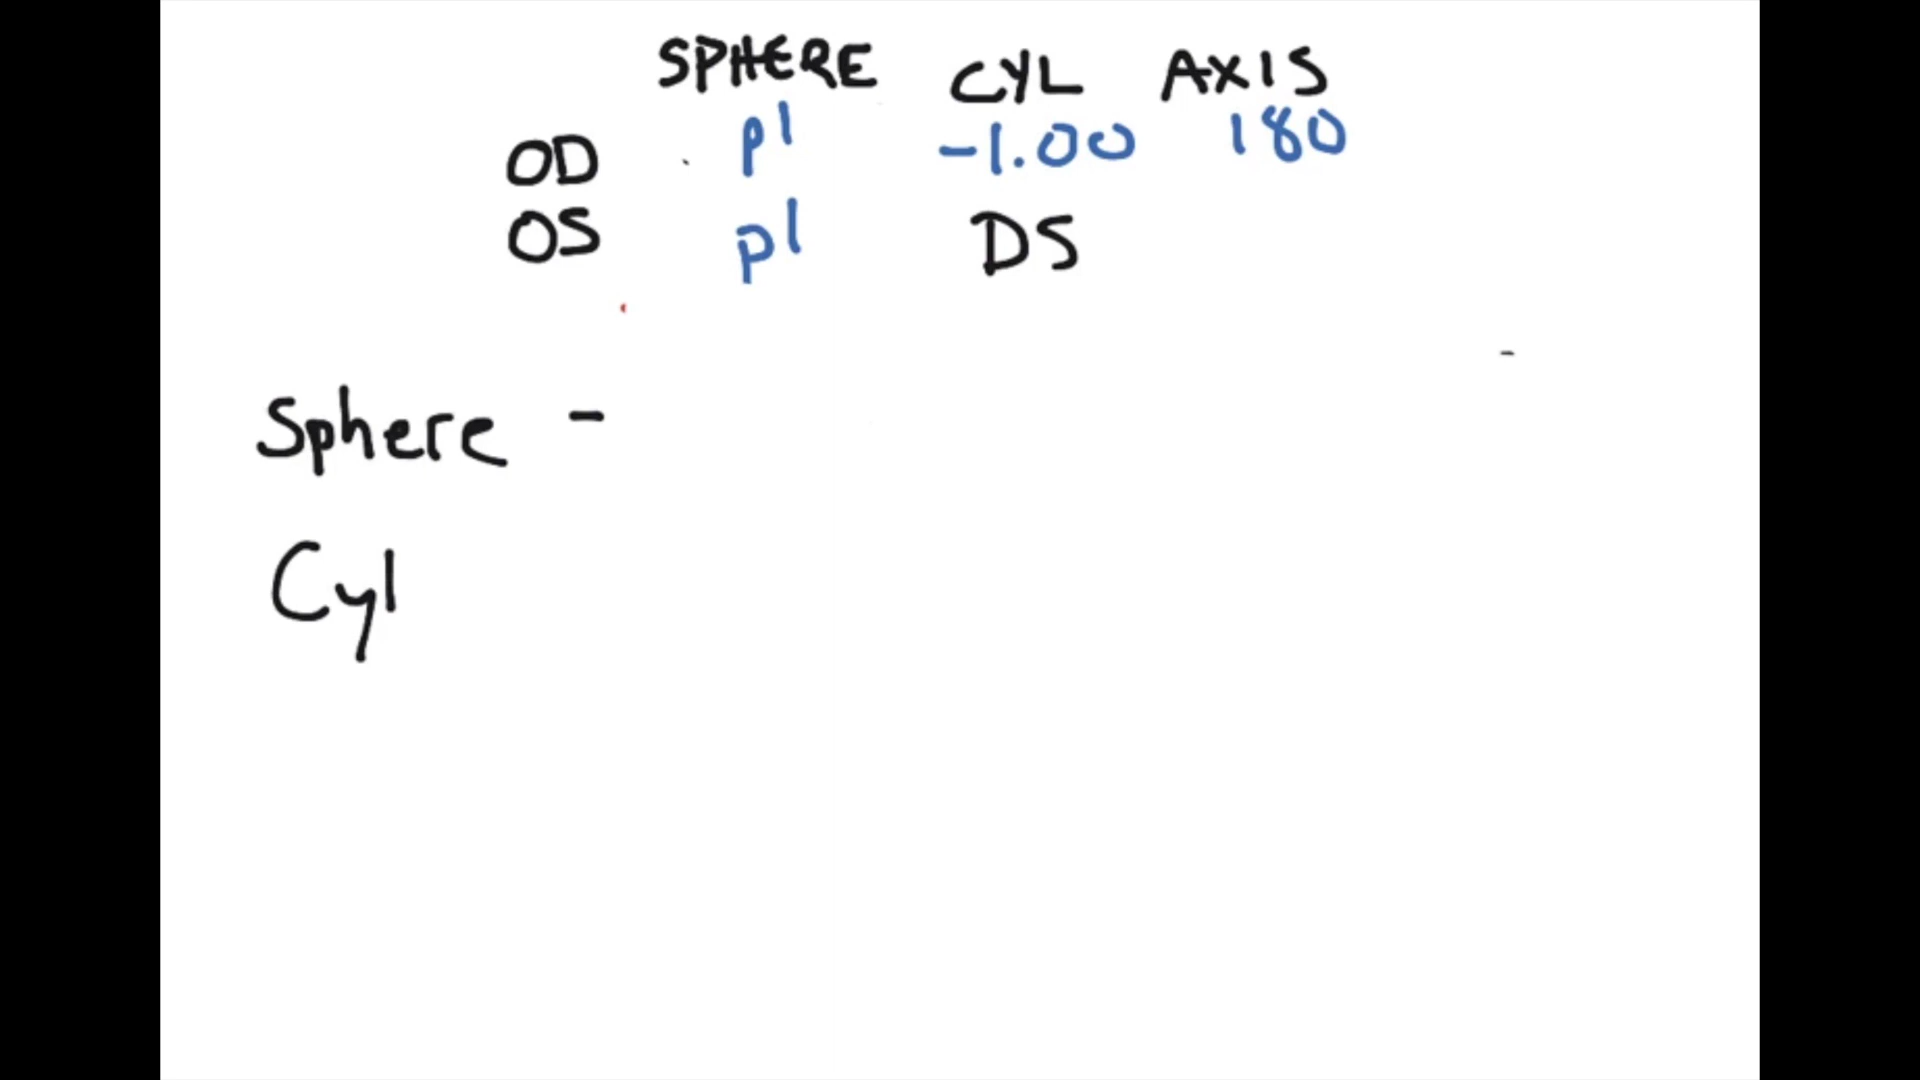 SPHERE CYL AXIS
OD pl -1.00 180
OS pl DS
Sphere -
Cyl